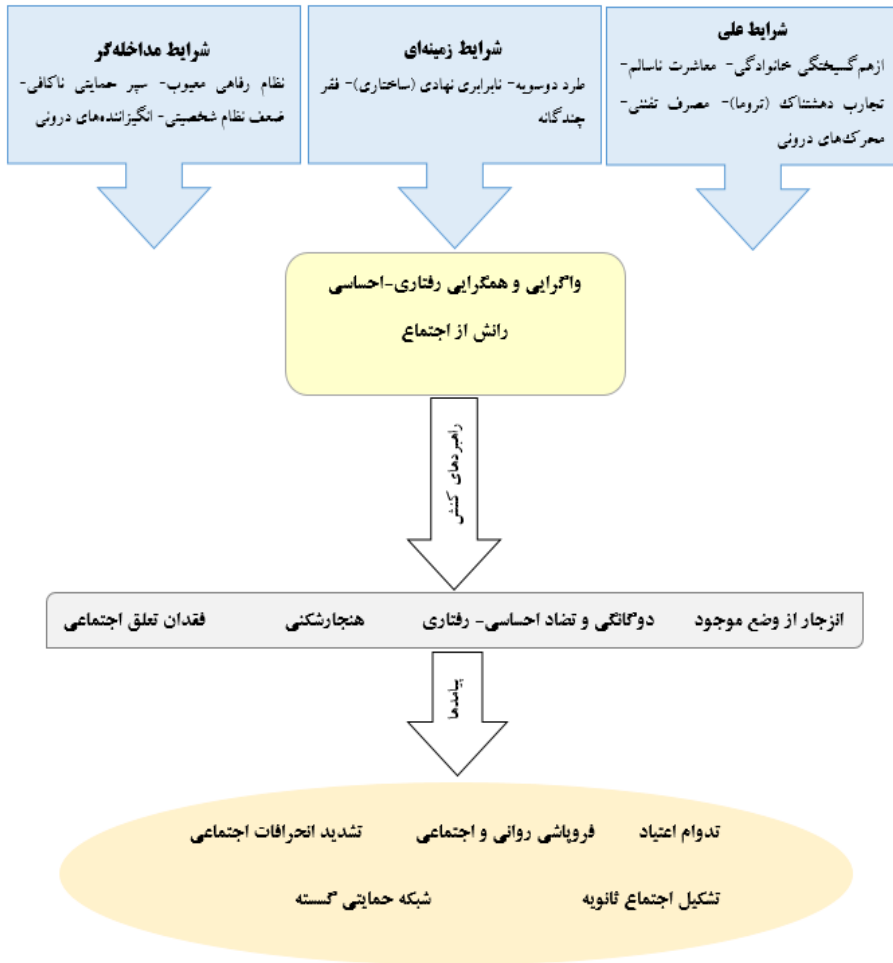 شرایط علی
ازهم‌گسیختگی خانوادگی- معاشرت ناسالم-
تجارب دهشتناک (تروما)- مصرف تفننی-
محرک‌های درونی
شرایط زمینه‌ای
طرد دوسویه- نابرابری نهادی (ساختاری)- فقر
چندگانه
شرایط مداخله‌گر
نظام رفاهی معیوب- سپر حمایتی ناکافی-
ضعف نظام شخصیتی- انگیزاننده‌های درونی
واگرایی و همگرایی رفتاری-احساسی
رانش از اجتماع
راهبردهای کنش
انزجار از وضع موجود دوگانگی و تضاد احساسی- رفتاری هنجارشکنی فقدان تعلق اجتماعی
پیامدها
تدوام اعتیاد فروپاشی روانی و اجتماعی تشدید انحرافات اجتماعی
تشکیل اجتماع ثانویه شبکه حمایتی گسسته